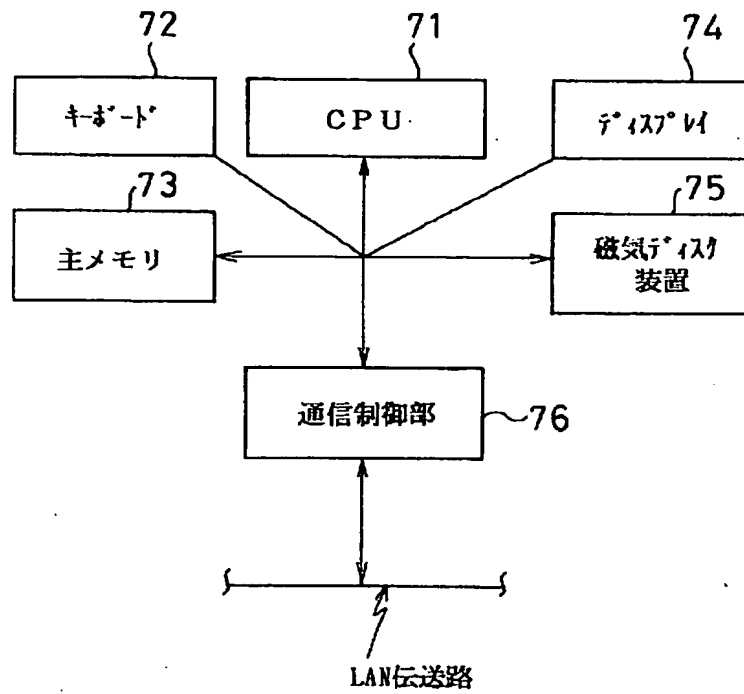 72
71
74
キーボード
CPU
ディスプレイ
73
75
主メモリ
磁気ディスク
装置
通信制御部
76
LAN伝送路